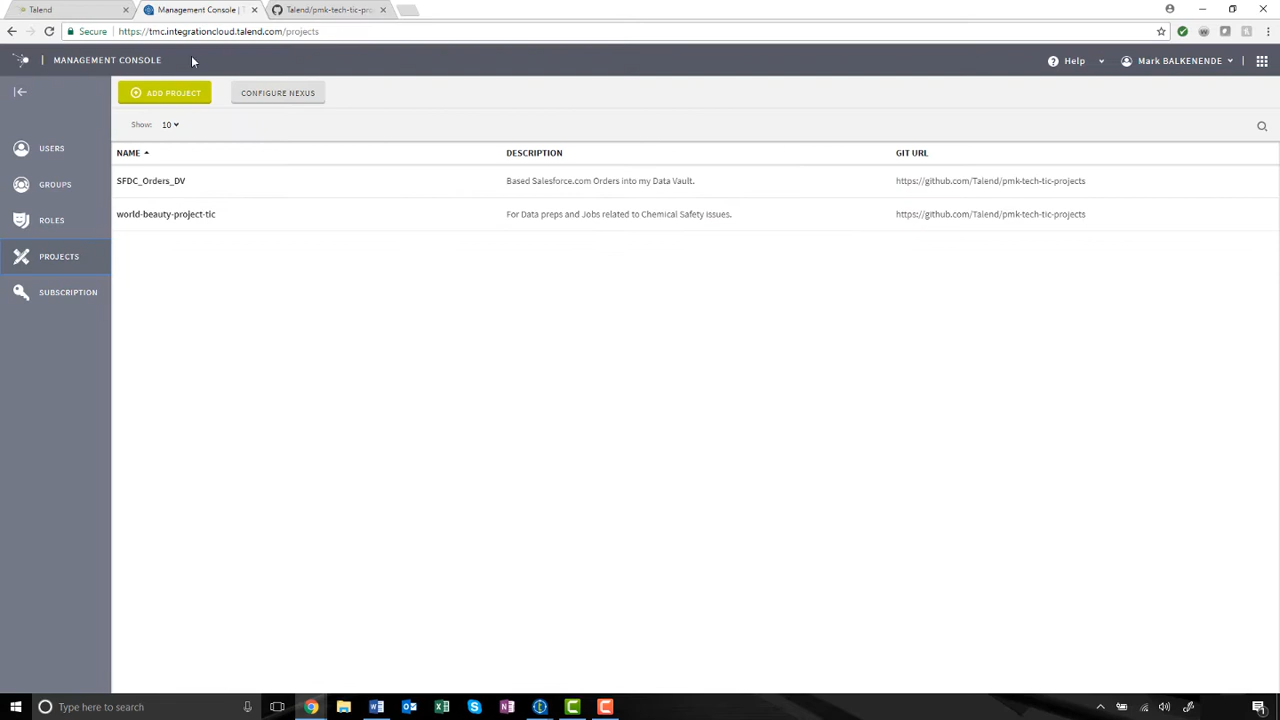 Talend
Management Console | T
Talend/pmk-tech-tic-pro
Secure https://tmc.integrationcloud.talend.com/projects
| MANAGEMENT CONSOLE
Help
Mark BALKENENDE
ADD PROJECT
CONFIGURE NEXUS
Show: 10
NAME DESCRIPTION GIT URL
SFDC_Orders_DV Based Salesforce.com Orders into my Data Vault. https://github.com/Talend/pmk-tech-tic-projects
world-beauty-project-tic For Data preps and Jobs related to Chemical Safety issues. https://github.com/Talend/pmk-tech-tic-projects
USERS
GROUPS
ROLES
PROJECTS
SUBSCRIPTION
Type here to search